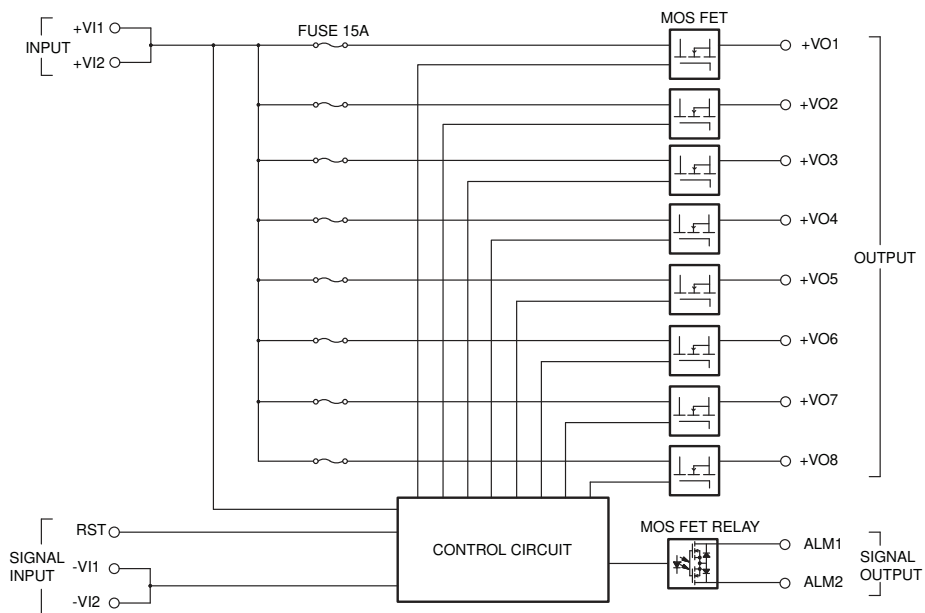 MOS FET
+VI1
INPUT
+VI2
FUSE 15A
+VO1
+VO2
+VO3
+VO4
OUTPUT
+VO5
+VO6
+VO7
+VO8
RST
SIGNAL
INPUT
-VI1
-VI2
CONTROL CIRCUIT
MOS FET RELAY
ALM1
ALM2
SIGNAL
OUTPUT